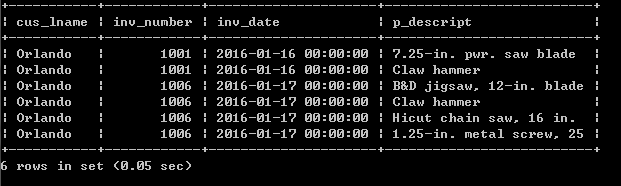 cus_lname | inv_number | inv_date | p_descript
Orlando | 1001 | 2016-01-16 00:00:00 | 7.25-in. pwr. saw blade
Orlando | 1001 | 2016-01-16 00:00:00 | Claw hammer
Orlando | 1006 | 2016-01-17 00:00:00 | B&D jigsaw, 12-in. blade
Orlando | 1006 | 2016-01-17 00:00:00 | Claw hammer
Orlando | 1006 | 2016-01-17 00:00:00 | Hicut chain saw, 16 in.
Orlando | 1006 | 2016-01-17 00:00:00 | 1.25-in. metal screw, 25
6 rows in set (0.05 sec)